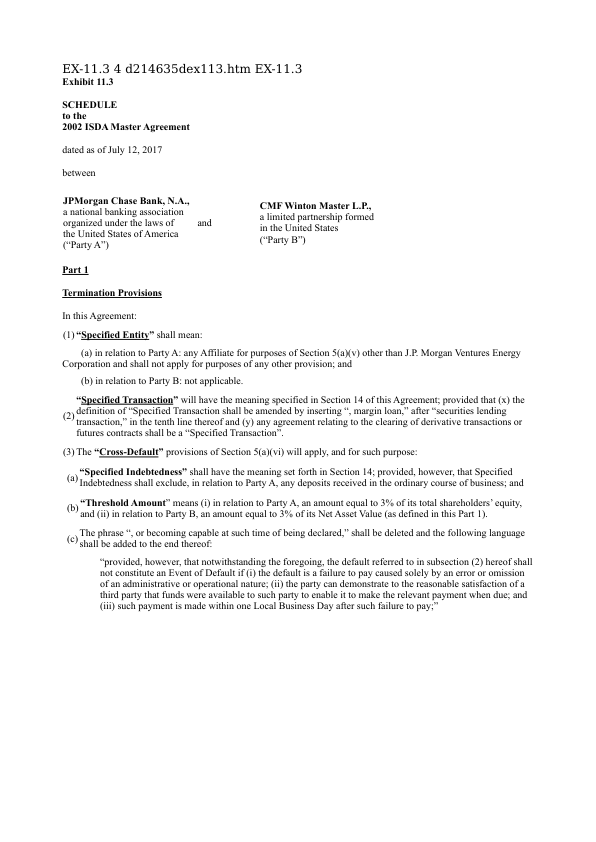 EX-11.3 4 d214635dex113.htm EX-11.3
Exhibit 11.3
SCHEDULE
to the
2002 ISDA Master Agreement
dated as of July 12, 2017
between
JPMorgan Chase Bank, N.A.,
a national banking association
organized under the laws of
the United States of America
(“Party A”)
and
CMF Winton Master L.P.,
a limited partnership formed
in the United States
(“Party B”)
Part 1
Termination Provisions
In this Agreement:
(1) “Specified Entity” shall mean:
(a) in relation to Party A: any Affiliate for purposes of Section 5(a)(v) other than J.P. Morgan Ventures Energy
Corporation and shall not apply for purposes of any other provision; and
(b) in relation to Party B: not applicable.
(2) “Specified Transaction” will have the meaning specified in Section 14 of this Agreement; provided that (x) the
definition of “Specified Transaction shall be amended by inserting “, margin loan,” after “securities lending
transaction,” in the tenth line thereof and (y) any agreement relating to the clearing of derivative transactions or
futures contracts shall be a “Specified Transaction”.
(3) The “Cross-Default” provisions of Section 5(a)(vi) will apply, and for such purpose:
(a) “Specified Indebtedness” shall have the meaning set forth in Section 14; provided, however, that Specified
Indebtedness shall exclude, in relation to Party A, any deposits received in the ordinary course of business; and
(b) “Threshold Amount” means (i) in relation to Party A, an amount equal to 3% of its total shareholders’ equity,
and (ii) in relation to Party B, an amount equal to 3% of its Net Asset Value (as defined in this Part 1).
(c) The phrase “, or becoming capable at such time of being declared,” shall be deleted and the following language
shall be added to the end thereof:
“provided, however, that notwithstanding the foregoing, the default referred to in subsection (2) hereof shall
not constitute an Event of Default if (i) the default is a failure to pay caused solely by an error or omission
of an administrative or operational nature; (ii) the party can demonstrate to the reasonable satisfaction of a
third party that funds were available to such party to enable it to make the relevant payment when due; and
(iii) such payment is made within one Local Business Day after such failure to pay;”